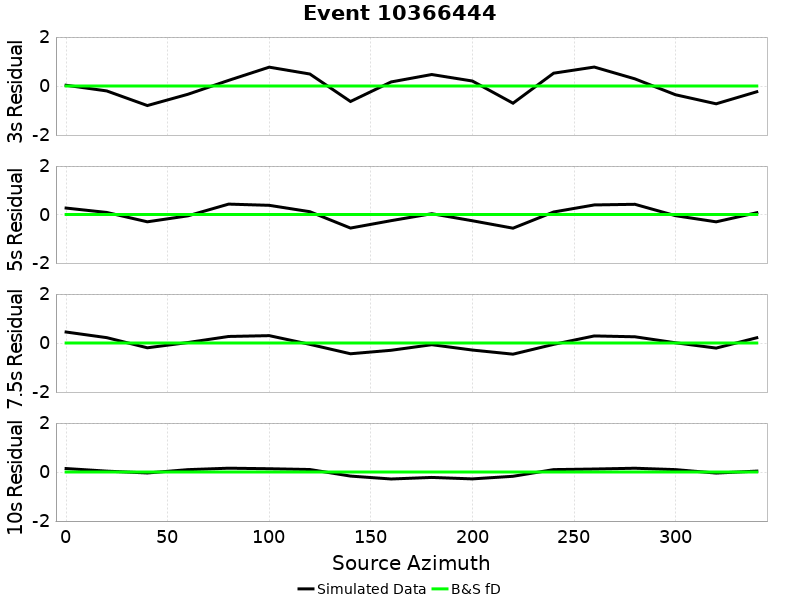 Event 10366444
3s Residual
2
0
-2
5s Residual
2
0
-2
7.5s Residual
2
0
-2
10s Residual
2
0
-2
0 50 100 150 200 250 300
Source Azimuth
Simulated Data B&S fD